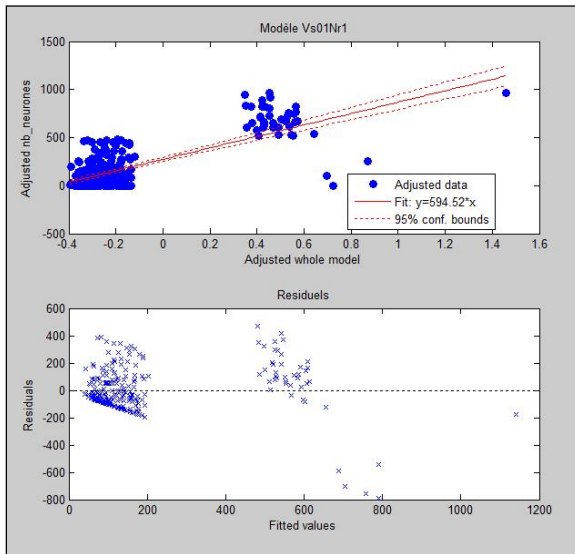 Modèle Vs01Nr1
1500
1000
500
0
-500
Adjusted nb_neurones
-0.4 -0.2 0 0.2 0.4 0.6 0.8 1 1.2 1.4 1.6
Adjusted whole model
Adjusted data
Fit: y=594.52*x
95% conf. bounds
Residuels
600
400
200
0
-200
-400
-600
-800
Residuals
0 200 400 600 800 1000 1200
Fitted values